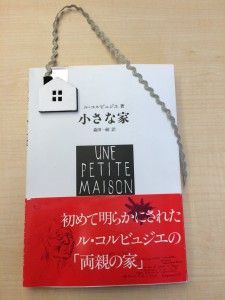 ル・コルビュジエ 著
小さな家
森田一敏 訳
UNE
PETITE
MAISON
初めて明らかにされた
ル・コルビュジエの
「両親の家」